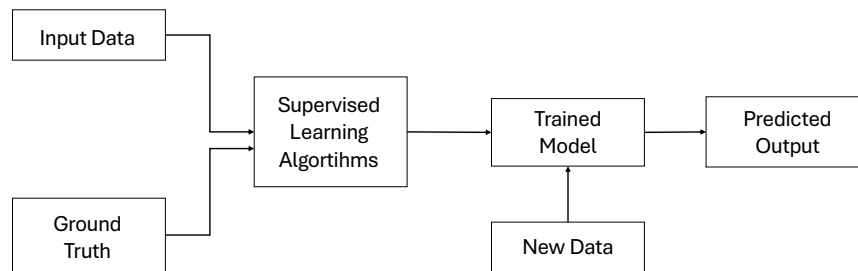 Input Data
Ground
Truth
Supervised
Learning
Algortihms
Trained
Model
New Data
Predicted
Output